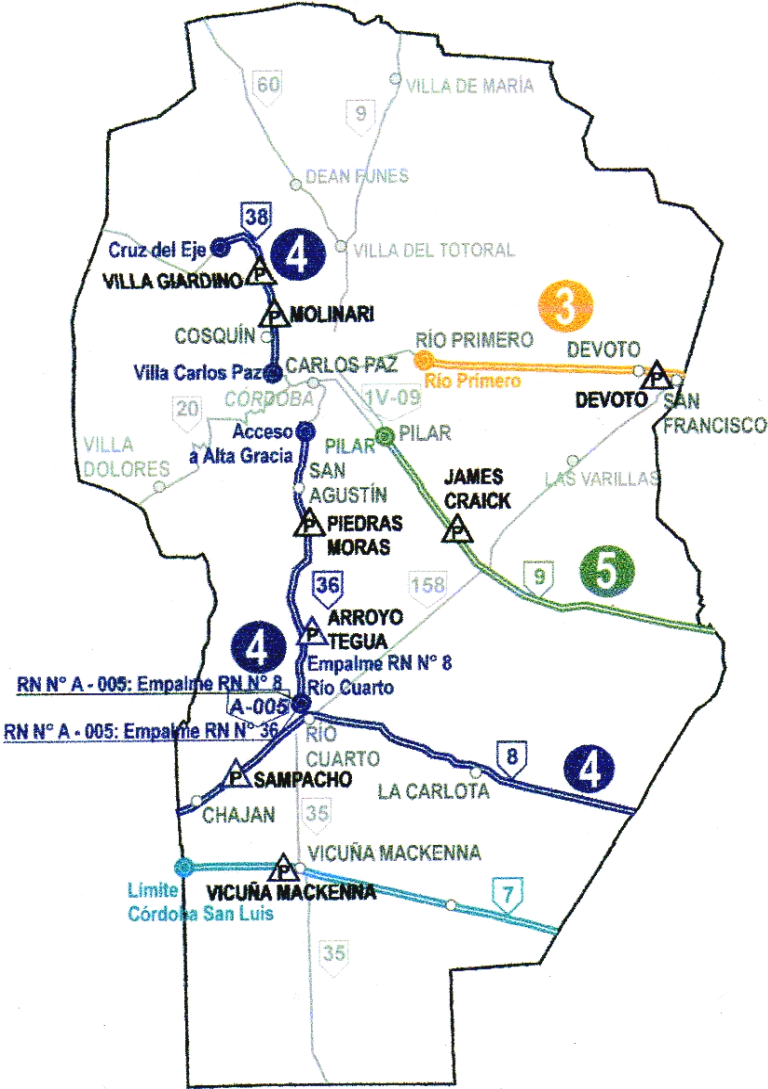 60
VILLA DE MARÍA
9
DEAN FUNES
38
4
Cruz del Eje
VILLA DEL TOTORAL
VILLA GIARDINO
P
P
MOLINARI
3
COSQUÍN
RÍO PRIMERO
DEVOTO
Villa Carlos Paz
CARLOS PAZ
Río Primero
P
CÓRDOBA
1V-09
DEVOTO
SAN
FRANCISCO
20
Acceso
a Alta Gracia
PILAR
PILAR
VILLA
DOLORES
SAN
AGUSTÍN
JAMES
CRAICK
LAS VARILLAS
P
P
PIEDRAS
MORAS
36
158
9
5
ARROYO
TEGUA
P
4
Empalme RN N° 8
Río Cuarto
RN N° A - 005: Empalme RN N° 8
A-005
RN N° A - 005: Empalme RN N° 36
RÍO
CUARTO
8
4
P
SAMPACHO
LA CARLOTA
CHAJAN
35
VICUÑA MACKENNA
P
Límite
Córdoba San Luis
VICUÑA MACKENNA
7
35